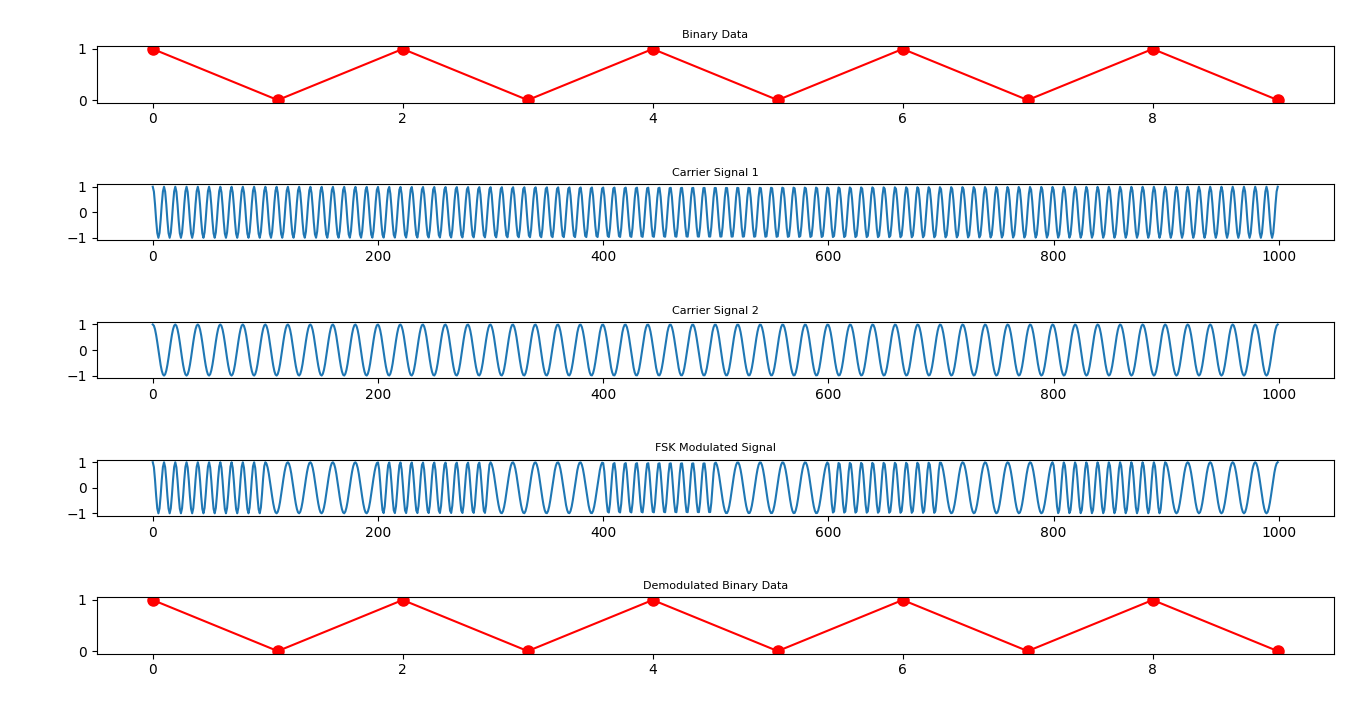 Binary Data
1
0
0 2 4 6 8
Carrier Signal 1
1
0
−1
0 200 400 600 800 1000
Carrier Signal 2
1
0
−1
0 200 400 600 800 1000
FSK Modulated Signal
1
0
−1
0 200 400 600 800 1000
Demodulated Binary Data
1
0
0 2 4 6 8